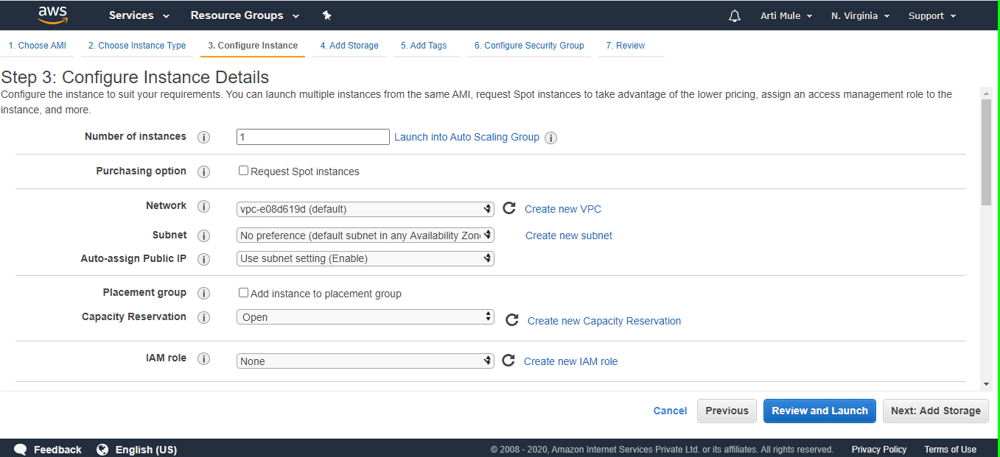 aws Services Resource Groups Arti Mule N. Virginia Support
1. Choose AMI 2. Choose Instance Type 3. Configure Instance 4. Add Storage 5. Add Tags 6. Configure Security Group 7. Review
Step 3: Configure Instance Details
Configure the instance to suit your requirements. You can launch multiple instances from the same AMI, request Spot instances to take advantage of the lower pricing, assign an access management role to the
instance, and more.
Number of instances i 1 Launch into Auto Scaling Group i
Purchasing option i Request Spot instances
Network i vpc-e08d619d (default) Create new VPC
Subnet i No preference (default subnet in any Availability Zon Create new subnet
Auto-assign Public IP i Use subnet setting (Enable)
Placement group i Add instance to placement group
Capacity Reservation i Open Create new Capacity Reservation
IAM role i None Create new IAM role
Cancel Previous Review and Launch Next: Add Storage
Feedback English (US) © 2008 - 2020, Amazon Internet Services Private Ltd. or its affiliates. All rights reserved. Privacy Policy Terms of Use